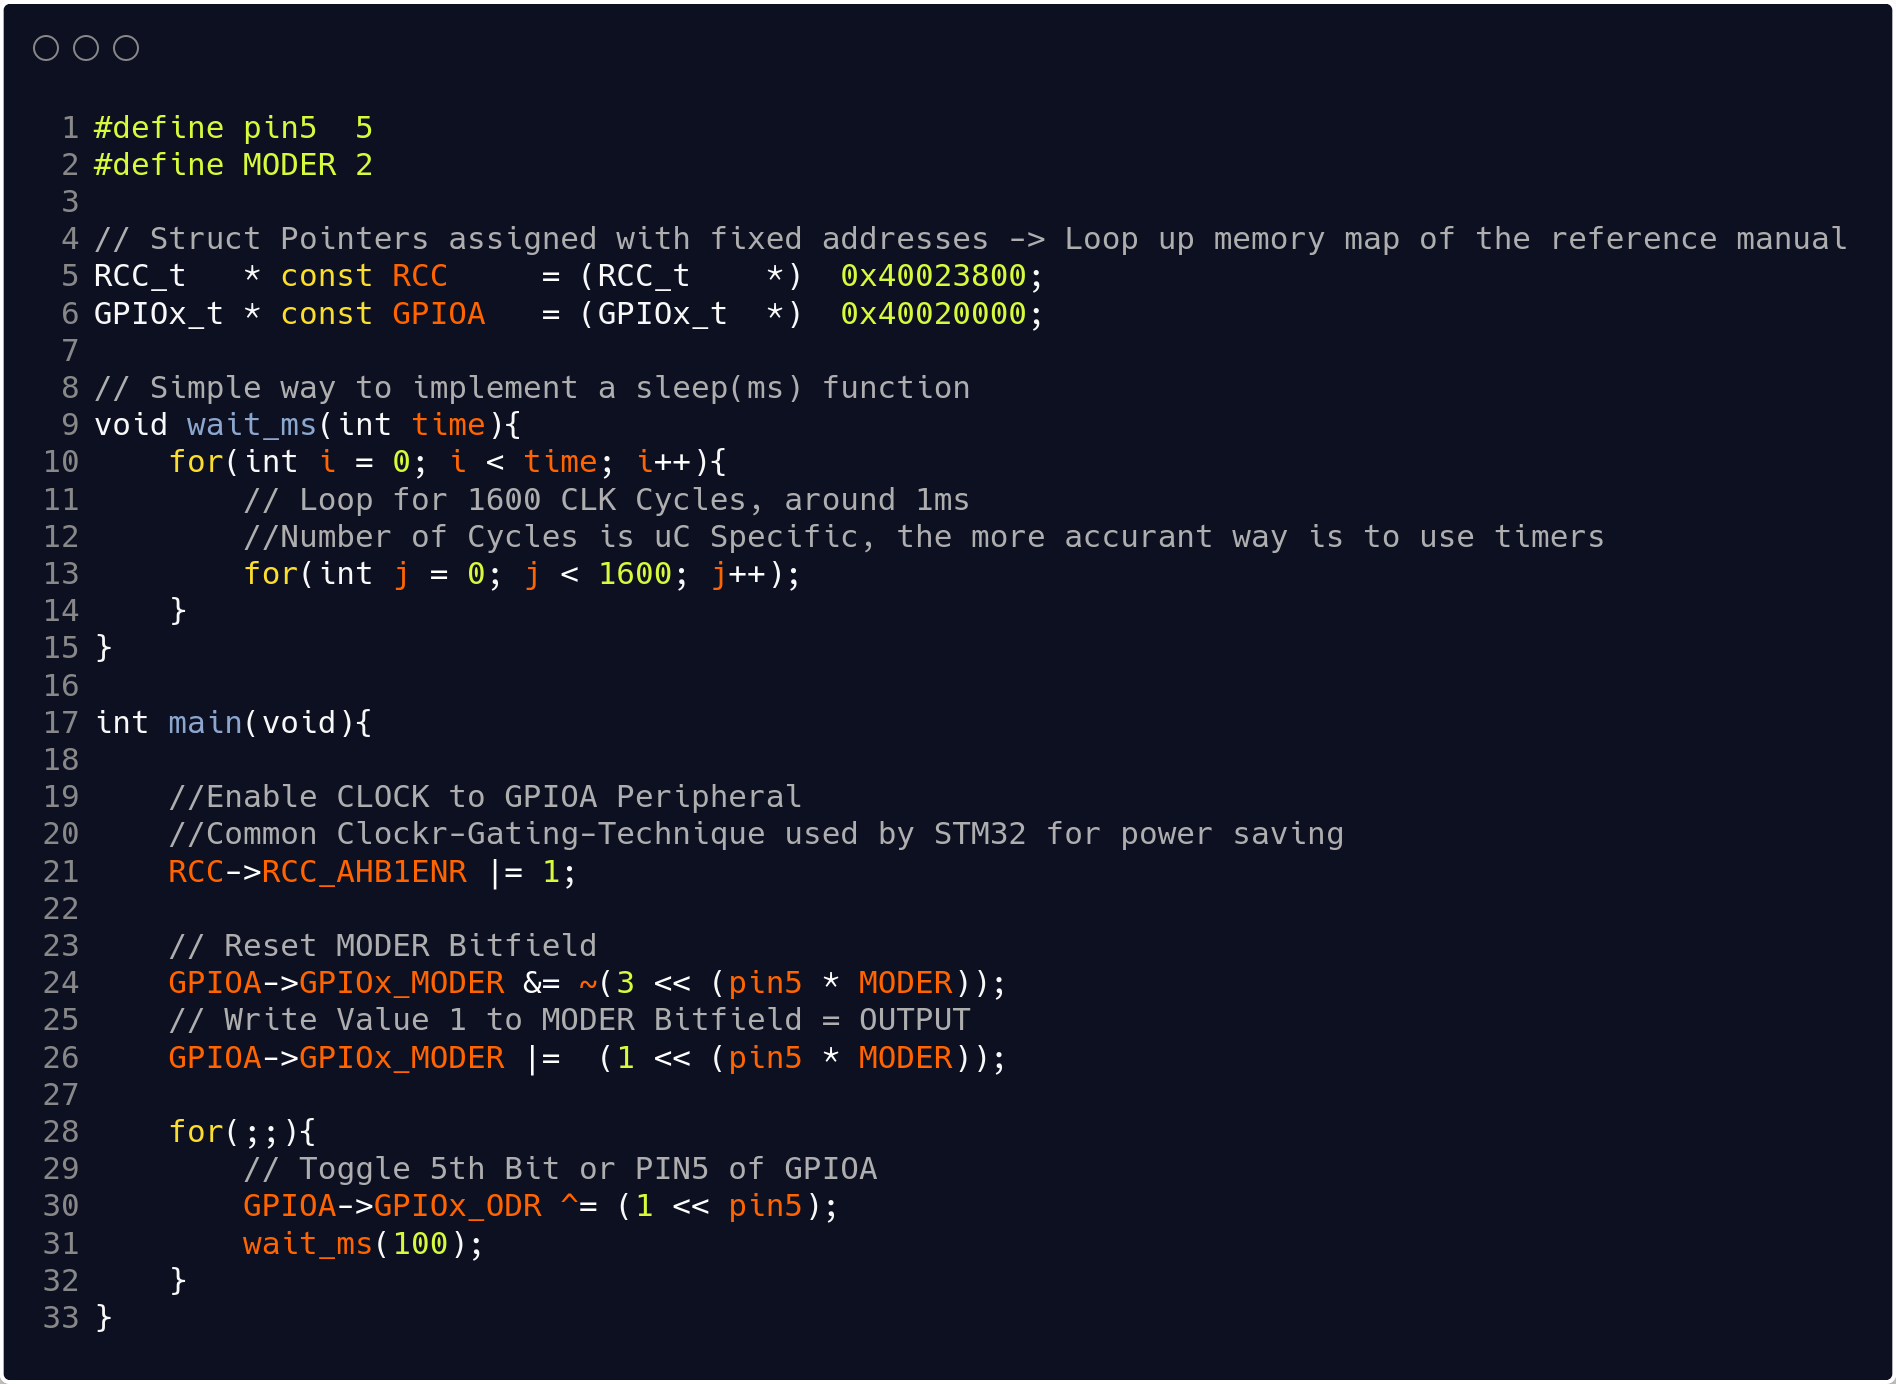 1 #define pin5  5
2 #define MODER 2
3
4 // Struct Pointers assigned with fixed addresses -> Loop up memory map of the reference manual
5 RCC_t   * const RCC     = (RCC_t    *)  0x40023800;
6 GPIOx_t * const GPIOA   = (GPIOx_t  *)  0x40020000;
7
8 // Simple way to implement a sleep(ms) function
9 void wait_ms(int time){
10     for(int i = 0; i < time; i++){
11         // Loop for 1600 CLK Cycles, around 1ms
12         //Number of Cycles is uC Specific, the more accurant way is to use timers
13         for(int j = 0; j < 1600; j++);
14     }
15 }
16
17 int main(void){
18
19     //Enable CLOCK to GPIOA Peripheral
20     //Common Clockr-Gating-Technique used by STM32 for power saving
21     RCC->RCC_AHB1ENR |= 1;
22
23     // Reset MODER Bitfield
24     GPIOA->GPIOx_MODER &= ~(3 << (pin5 * MODER));
25     // Write Value 1 to MODER Bitfield = OUTPUT
26     GPIOA->GPIOx_MODER |=  (1 << (pin5 * MODER));
27
28     for(;;){
29         // Toggle 5th Bit or PIN5 of GPIOA
30         GPIOA->GPIOx_ODR ^= (1 << pin5);
31         wait_ms(100);
32     }
33 }